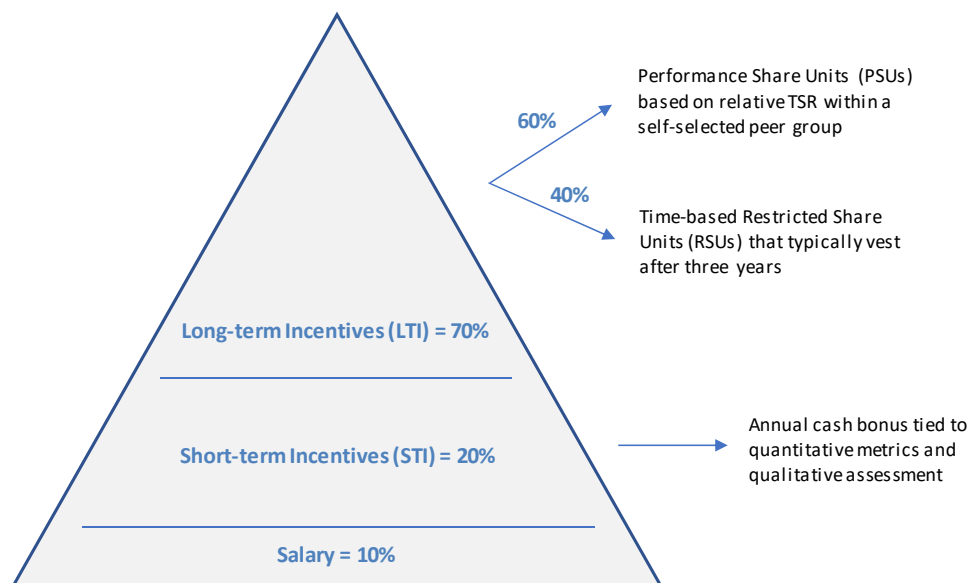 Performance Share Units (PSUs)
based on relative TSR within a
self-selected peer group
60%
40%
Time-based Restricted Share
Units (RSUs) that typically vest
after three years
Long-term Incentives (LTI) = 70%
Annual cash bonus tied to
quantitative metrics and
qualitative assessment
Short-term Incentives (STI) = 20%
Salary = 10%